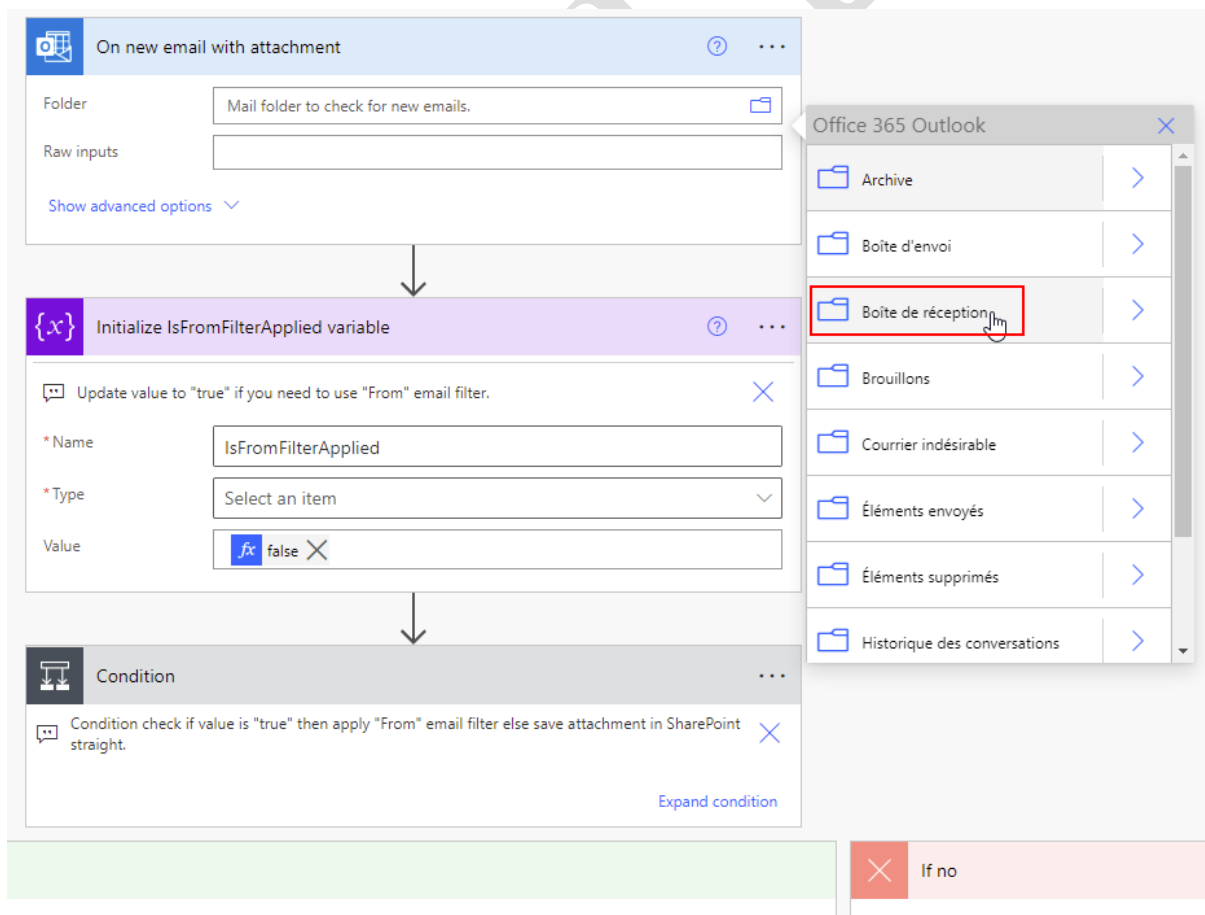 On new email with attachment
Folder
Mail folder to check for new emails.
Raw inputs
Show advanced options
Office 365 Outlook
Archive
Boîte d'envoi
Boîte de réception
Brouillons
Courrier indésirable
Éléments envoyés
Éléments supprimés
Historique des conversations
{x}
Initialize IsFromFilterApplied variable
Update value to "true" if you need to use "From" email filter.
*Name
IsFromFilterApplied
*Type
Select an item
Value
fx false
Condition
Condition check if value is "true" then apply "From" email filter else save attachment in SharePoint
straight.
Expand condition
If no